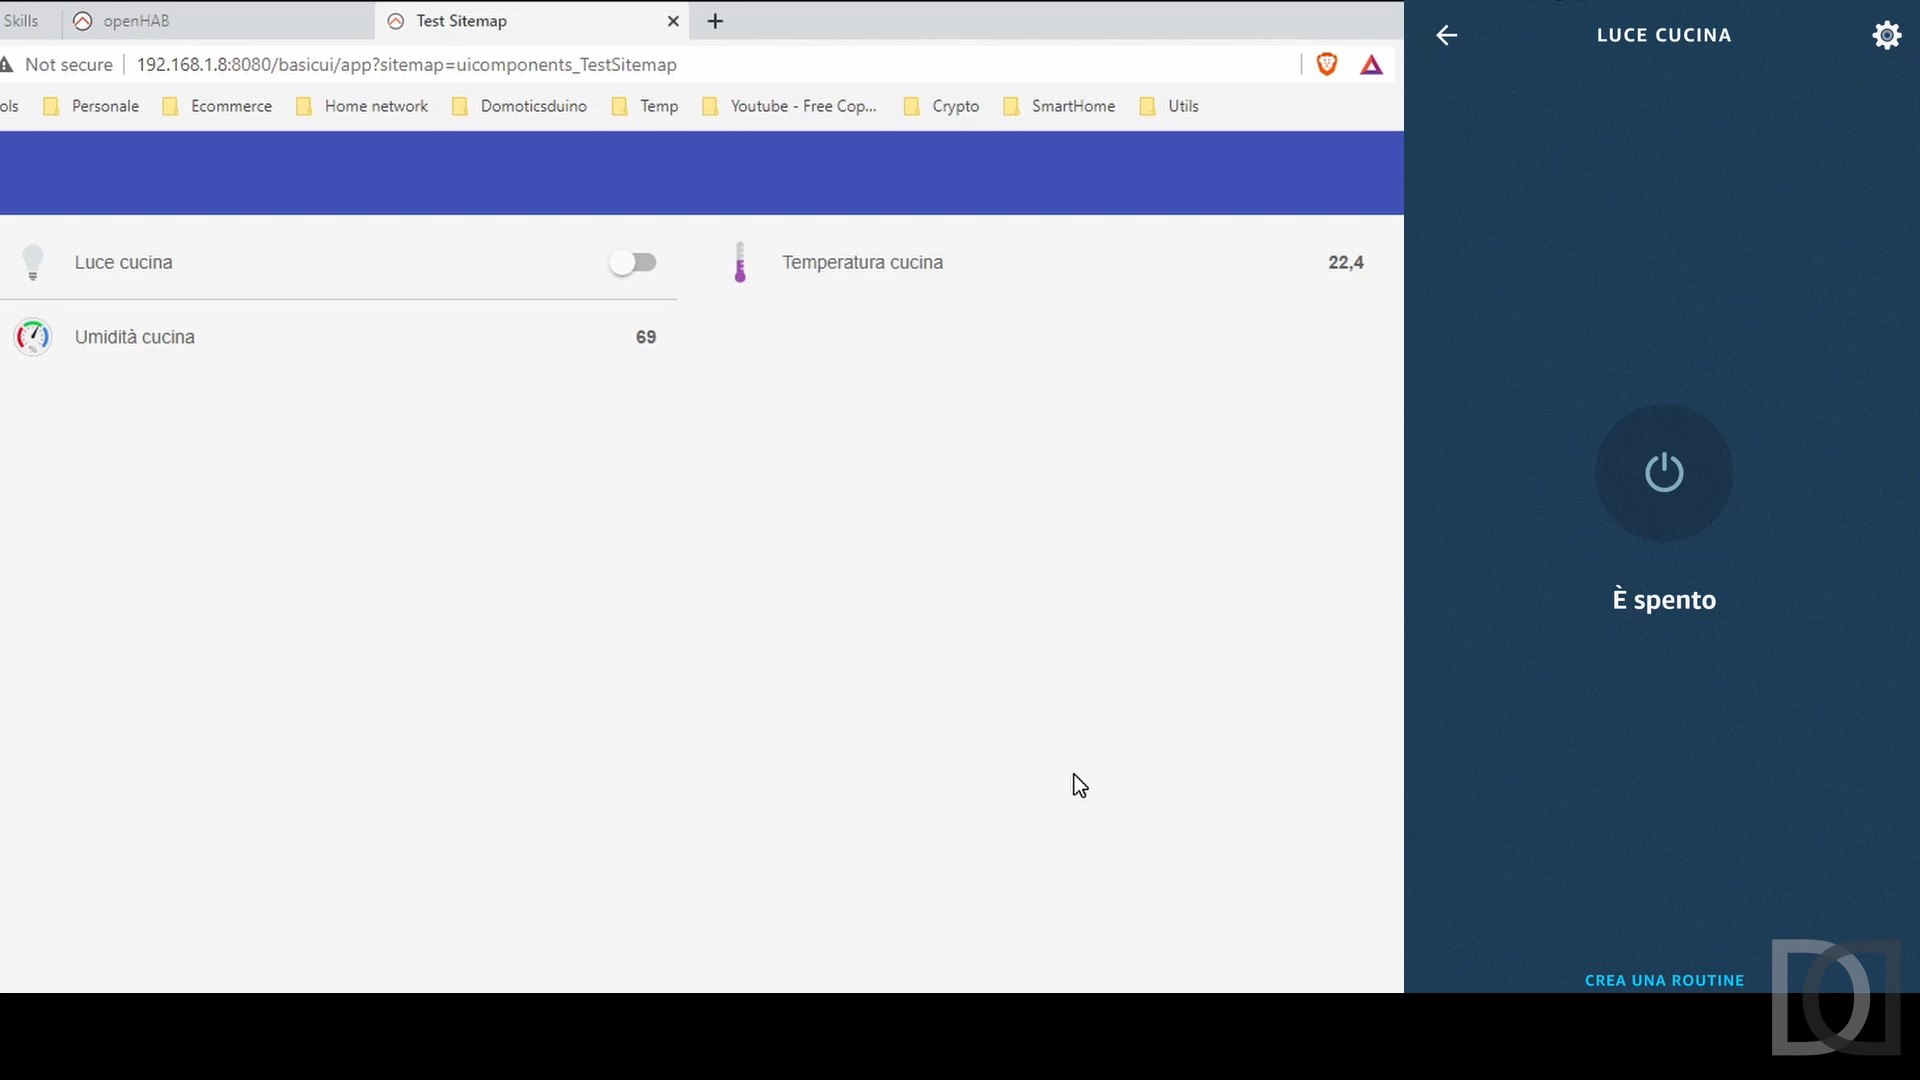 Skills
openHAB
Test Sitemap
Not secure
192.168.1.8:8080/basicui/app?sitemap=uicomponents_TestSitemap
ols
Personale
Ecommerce
Home network
Domoticsduino
Temp
Youtube - Free Cop...
Crypto
SmartHome
Utils
Luce cucina
Temperatura cucina
22,4
Umidità cucina
69
LUCE CUCINA
È spento
CREA UNA ROUTINE